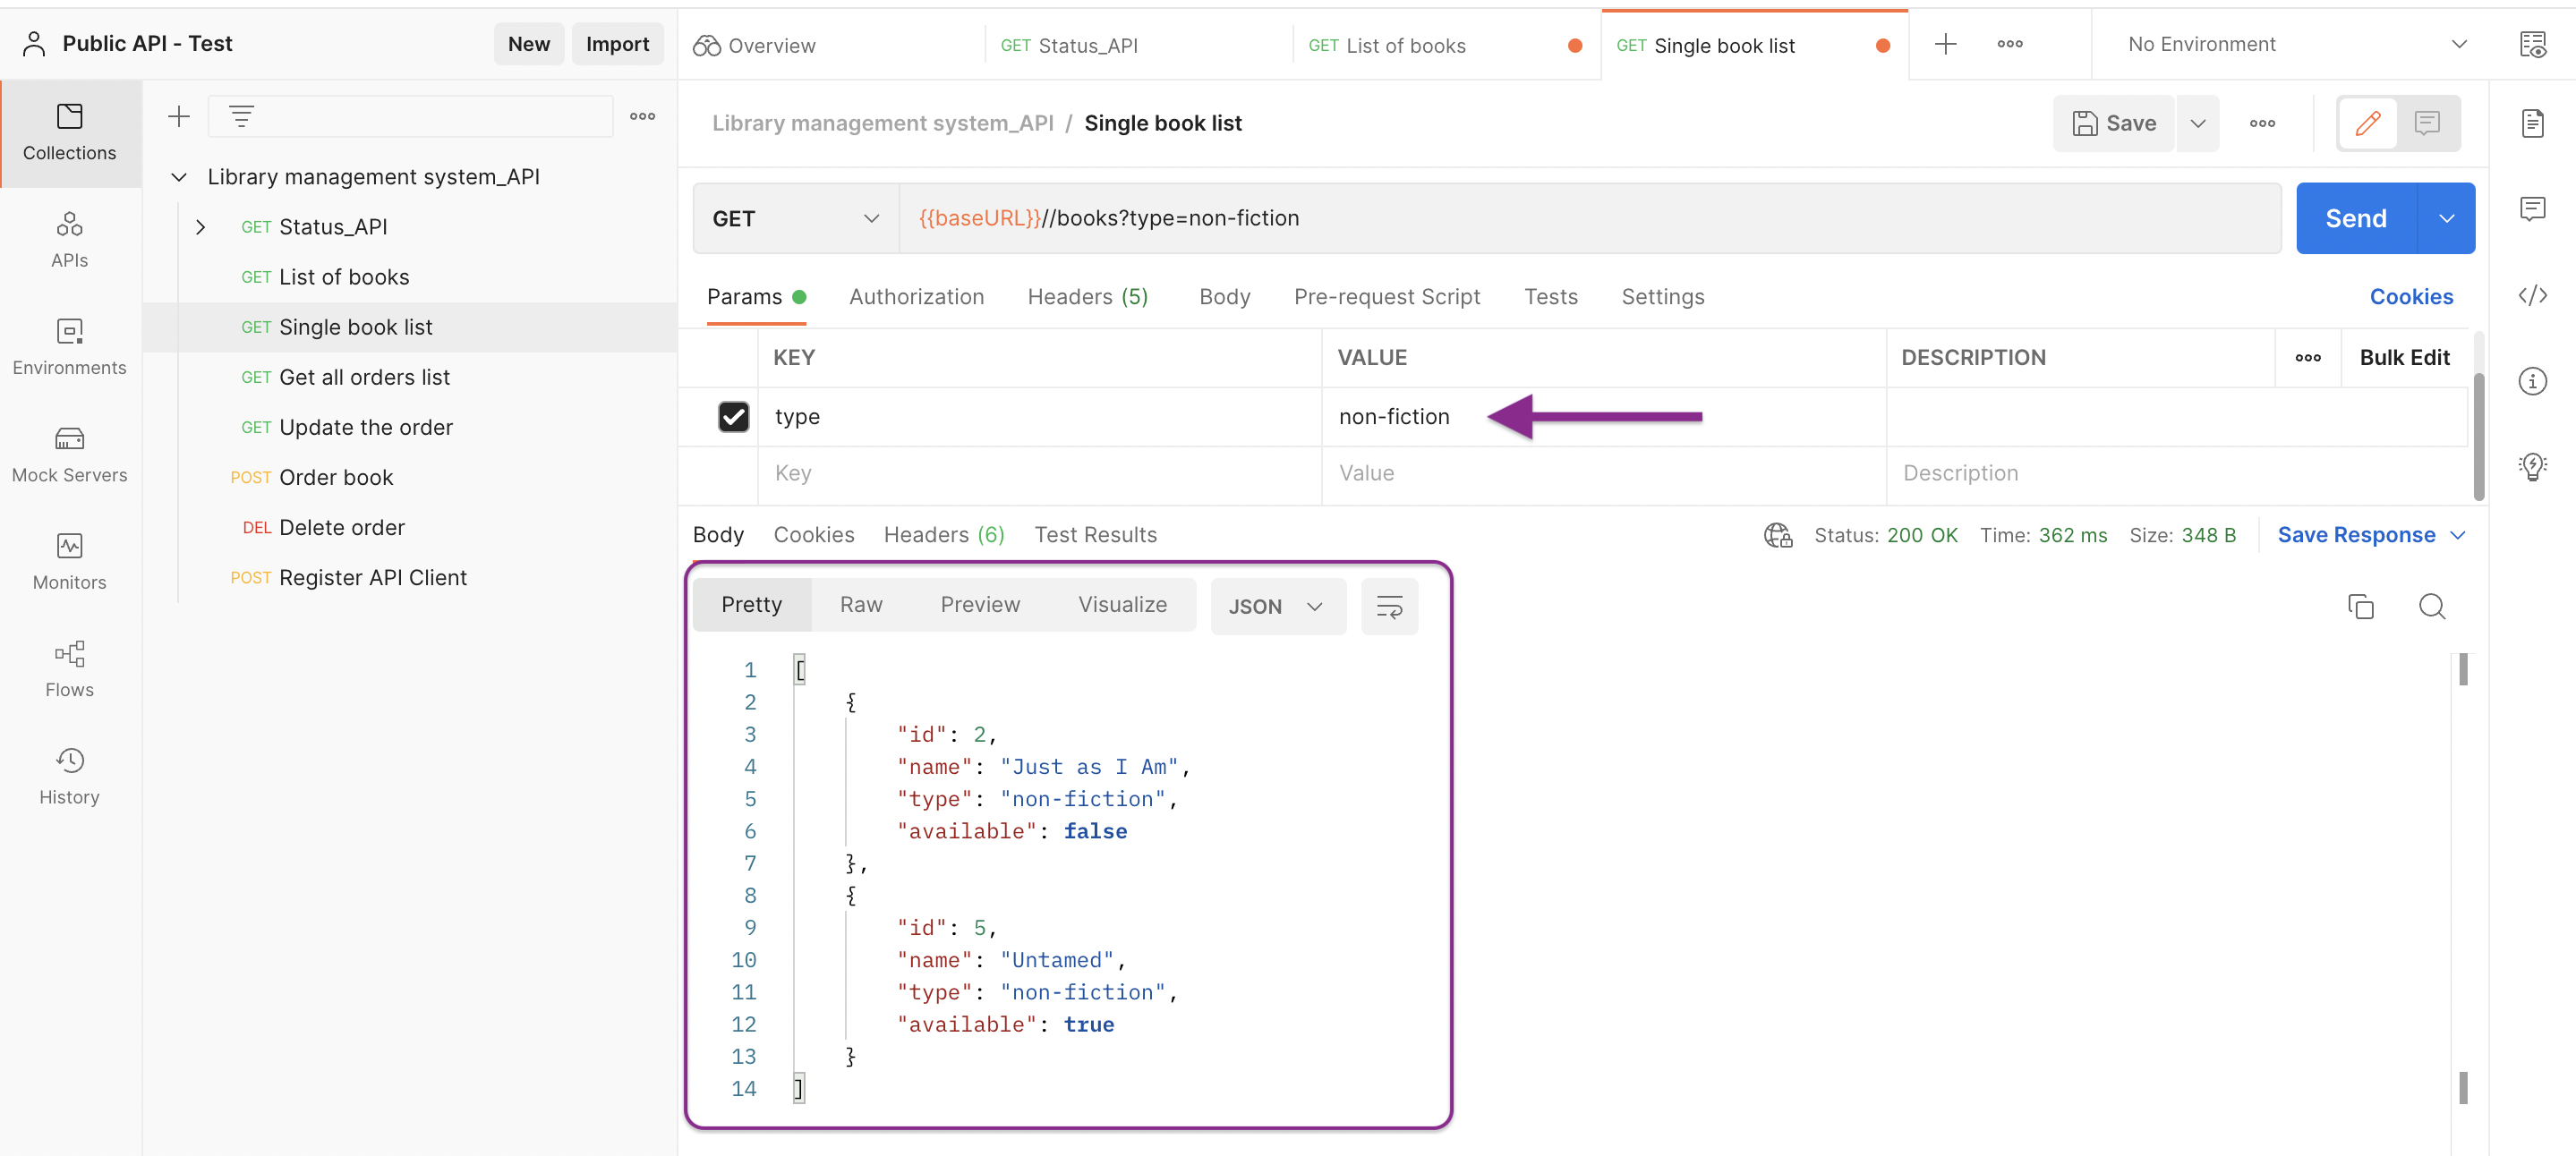 Public API - Test
New
Import
Overview
GET Status_API
GET List of books
GET Single book list
No Environment
Collections
APIs
Environments
Mock Servers
Monitors
Flows
History
Library management system_API
GET Status_API
GET List of books
GET Single book list
GET Get all orders list
GET Update the order
POST Order book
DEL Delete order
POST Register API Client
Library management system_API / Single book list
Save
GET
{{baseURL}}//books?type=non-fiction
Send
Params
Authorization
Headers (5)
Body
Pre-request Script
Tests
Settings
Cookies
KEY
VALUE
DESCRIPTION
Bulk Edit
type
non-fiction
Key
Value
Description
Body
Cookies
Headers (6)
Test Results
Status: 200 OK
Time: 362 ms
Size: 348 B
Save Response
Pretty
Raw
Preview
Visualize
JSON
1 [
2 {
3 "id": 2,
4 "name": "Just as I Am",
5 "type": "non-fiction",
6 "available": false
7 },
8 {
9 "id": 5,
10 "name": "Untamed",
11 "type": "non-fiction",
12 "available": true
13 }
14 ]